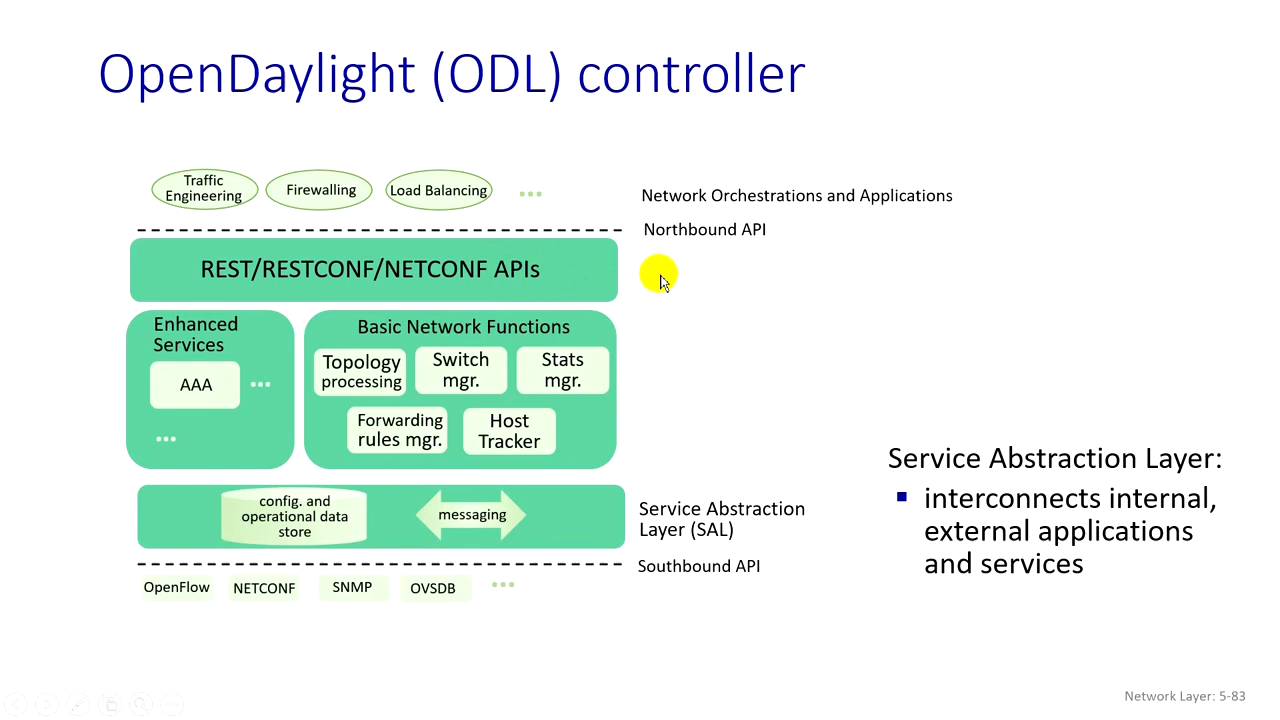 OpenDaylight (ODL) controller
Traffic
Engineering
Firewalling
Load Balancing
Network Orchestrations and Applications
Northbound API
REST/RESTCONF/NETCONF APIs
Enhanced
Services
AAA
Basic Network Functions
Topology
processing
Switch
mgr.
Stats
mgr.
Forwarding
rules mgr.
Host
Tracker
config. and
operational data
store
messaging
Service Abstraction
Layer (SAL)
Southbound API
OpenFlow
NETCONF
SNMP
OVSDB
Service Abstraction Layer:
interconnects internal,
external applications
and services
Network Layer: 5-83